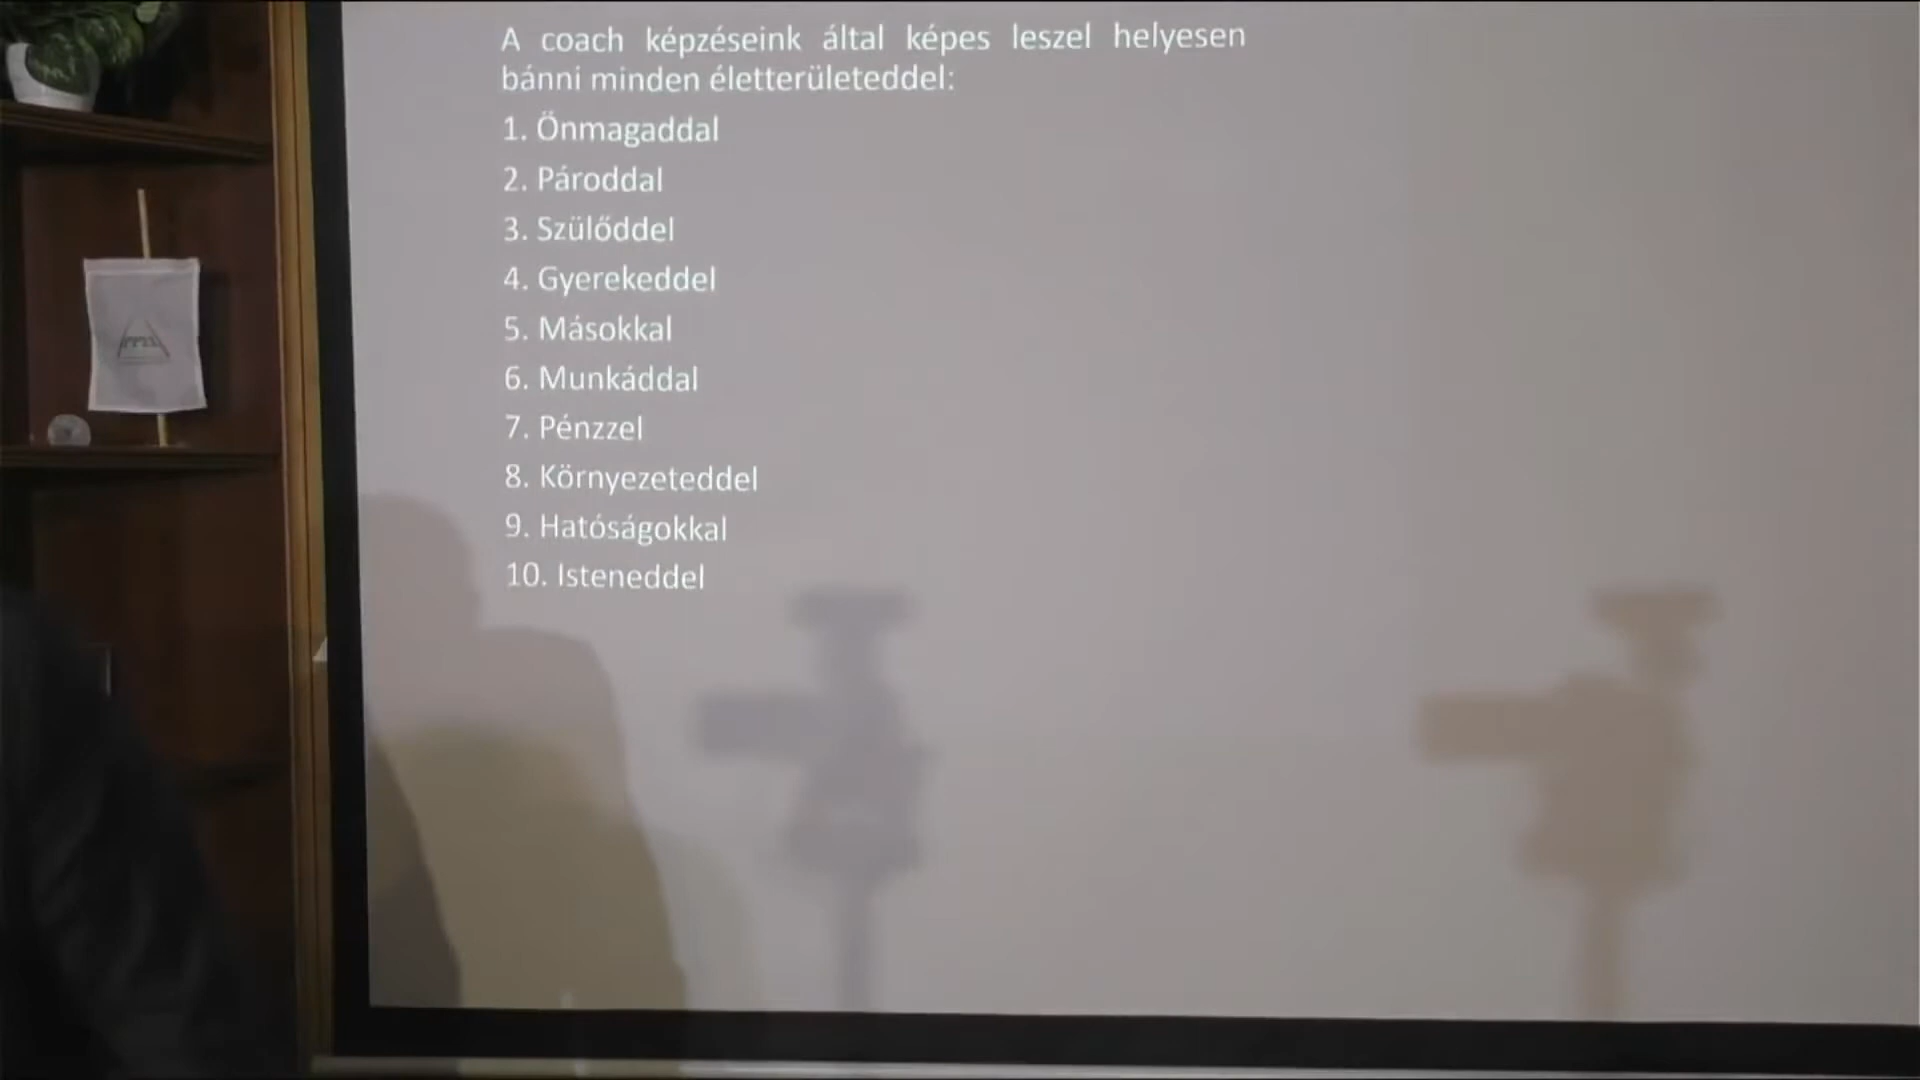 A coach képzéseink által képes leszel helyesen
bánni minden életterületeddel:
1. Önmagaddal
2. Pároddal
3. Szülőddel
4. Gyerekeddel
5. Másokkal
6. Munkáddal
7. Pénzzel
8. Környezeteddel
9. Hatóságokkal
10. Isteneddel